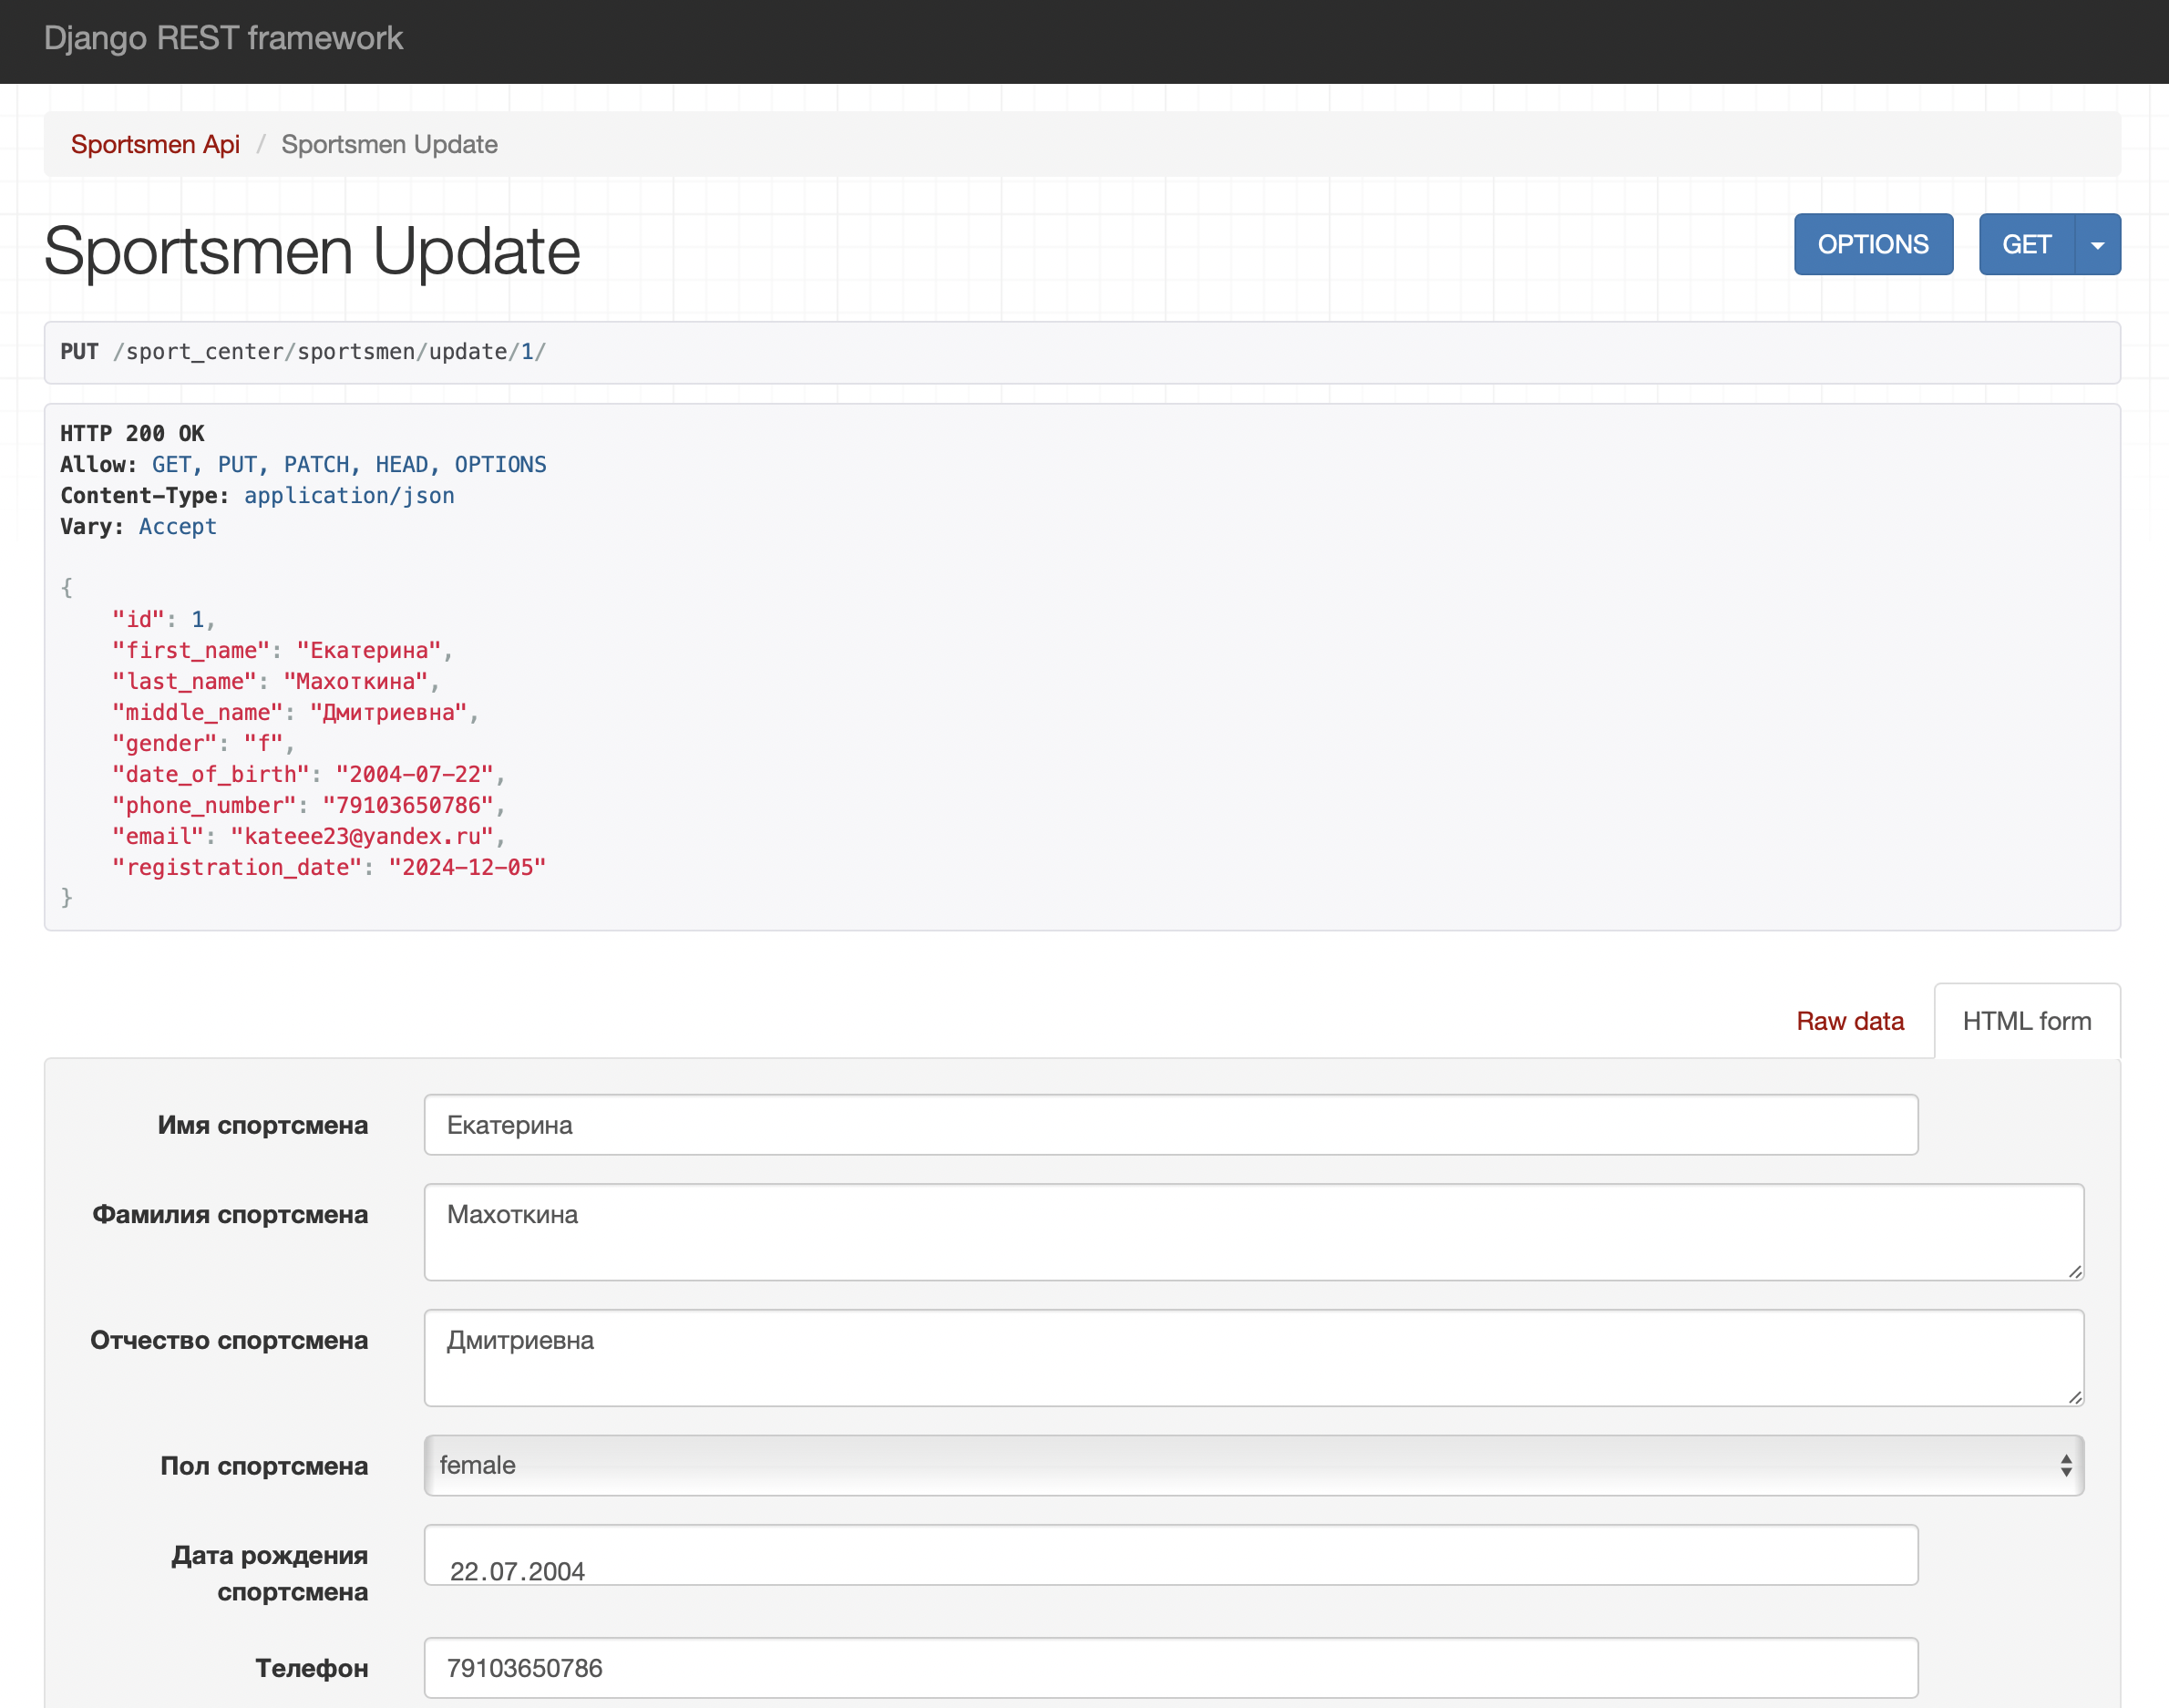 Django REST framework
Sportsmen Api / Sportsmen Update
Sportsmen Update
OPTIONS
GET
PUT /sport_center/sportsmen/update/1/
HTTP 200 OK
Allow: GET, PUT, PATCH, HEAD, OPTIONS
Content-Type: application/json
Vary: Accept
{
"id": 1,
"first_name": "Екатерина",
"last_name": "Махоткина",
"middle_name": "Дмитриевна",
"gender": "f",
"date_of_birth": "2004-07-22",
"phone_number": "79103650786",
"email": "kateee23@yandex.ru",
"registration_date": "2024-12-05"
}
Raw data
HTML form
Имя спортсмена
Екатерина
Фамилия спортсмена
Махоткина
Отчество спортсмена
Дмитриевна
Пол спортсмена
female
Дата рождения
спортсмена
22.07.2004
Телефон
79103650786